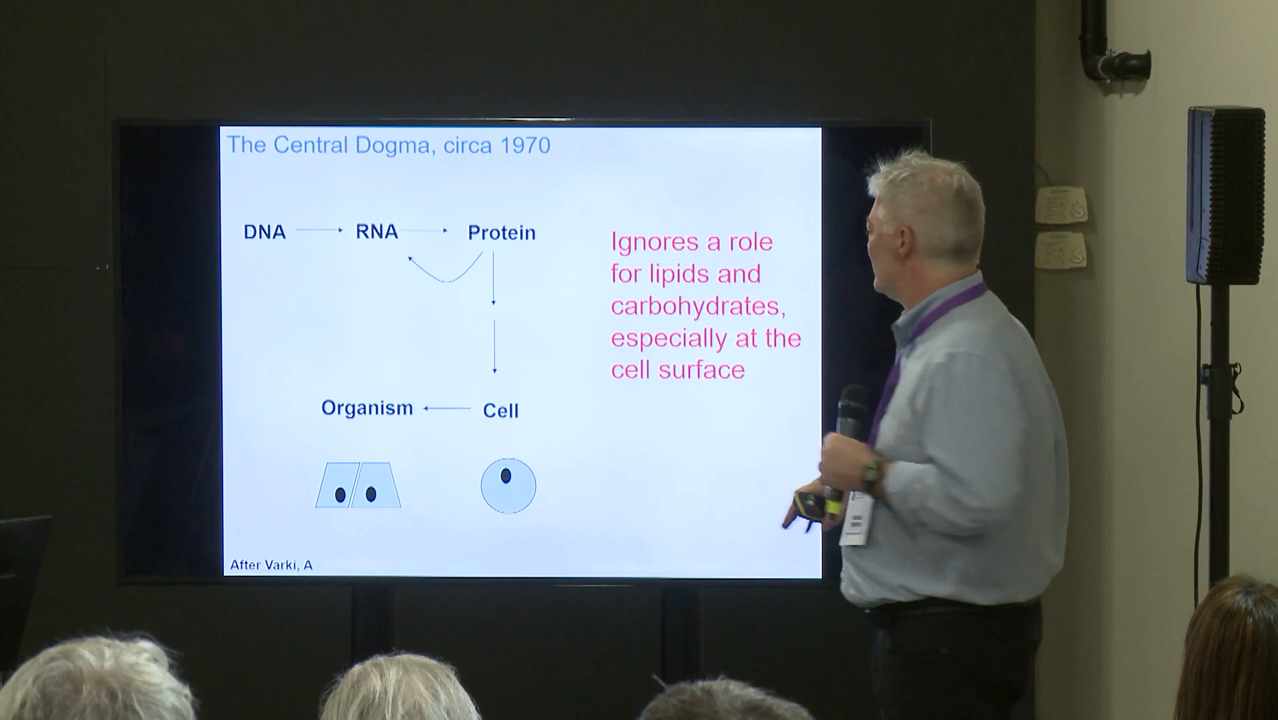 The Central Dogma, circa 1970
DNA RNA Protein
Ignores a role
for lipids and
carbohydrates,
especially at the
cell surface
Organism Cell
After Varki, A